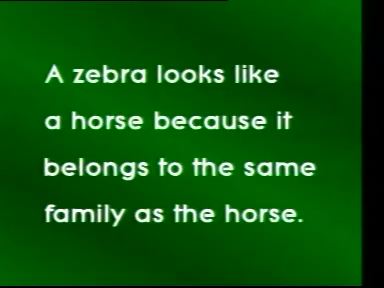 A zebra looks like
a horse because it
belongs to the same
family as the horse.